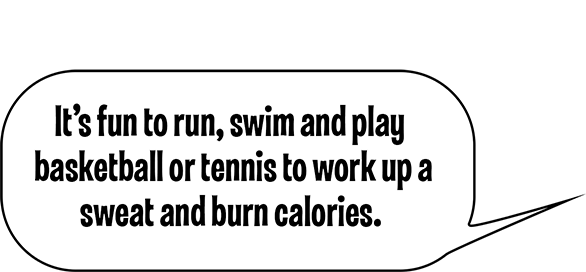 It’s fun to run, swim and play
basketball or tennis to work up a
sweat and burn calories.